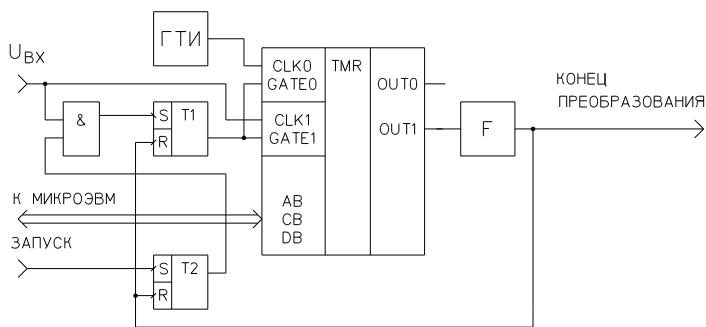 ГТИ
U ВХ
CLK0 TMR
GATE0 OUT0
КОНЕЦ
ПРЕОБРАЗОВАНИЯ
& S T1
R
CLK1
GATE1 OUT1
F
К МИКРОЭВМ
AB
CB
DB
ЗАПУСК
S T2
R